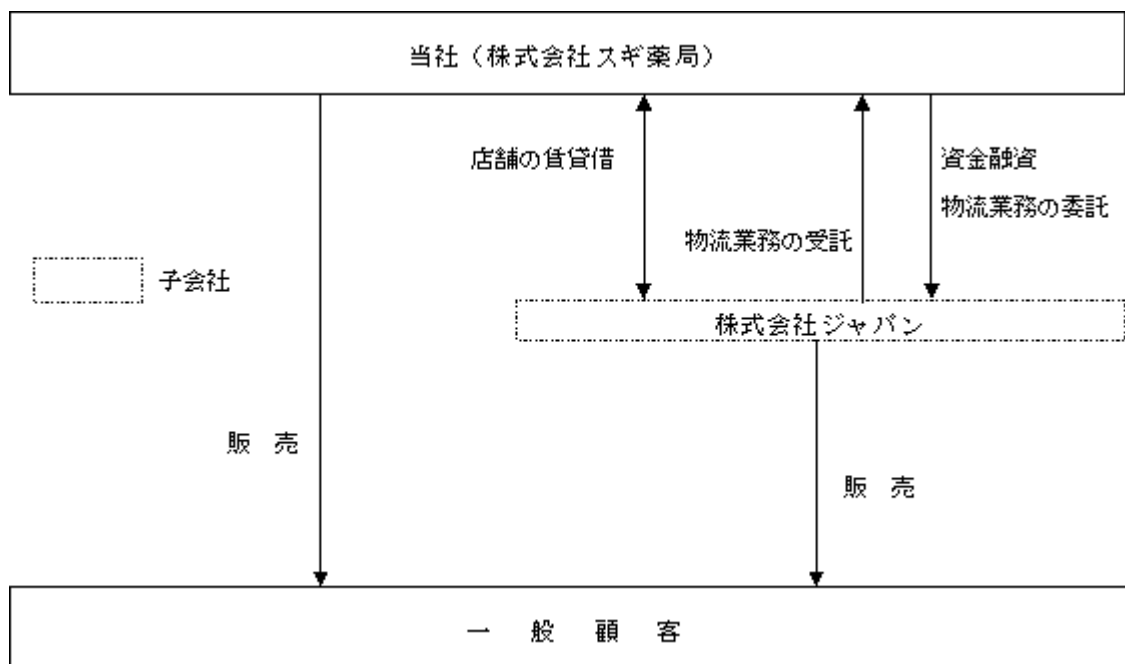 当社（株式会社スギ薬局）
店舗の賃貸借
資金融資
物流業務の委託
物流業務の受託
子会社
株式会社ジャパン
販　売
販　売
一　般　顧　客